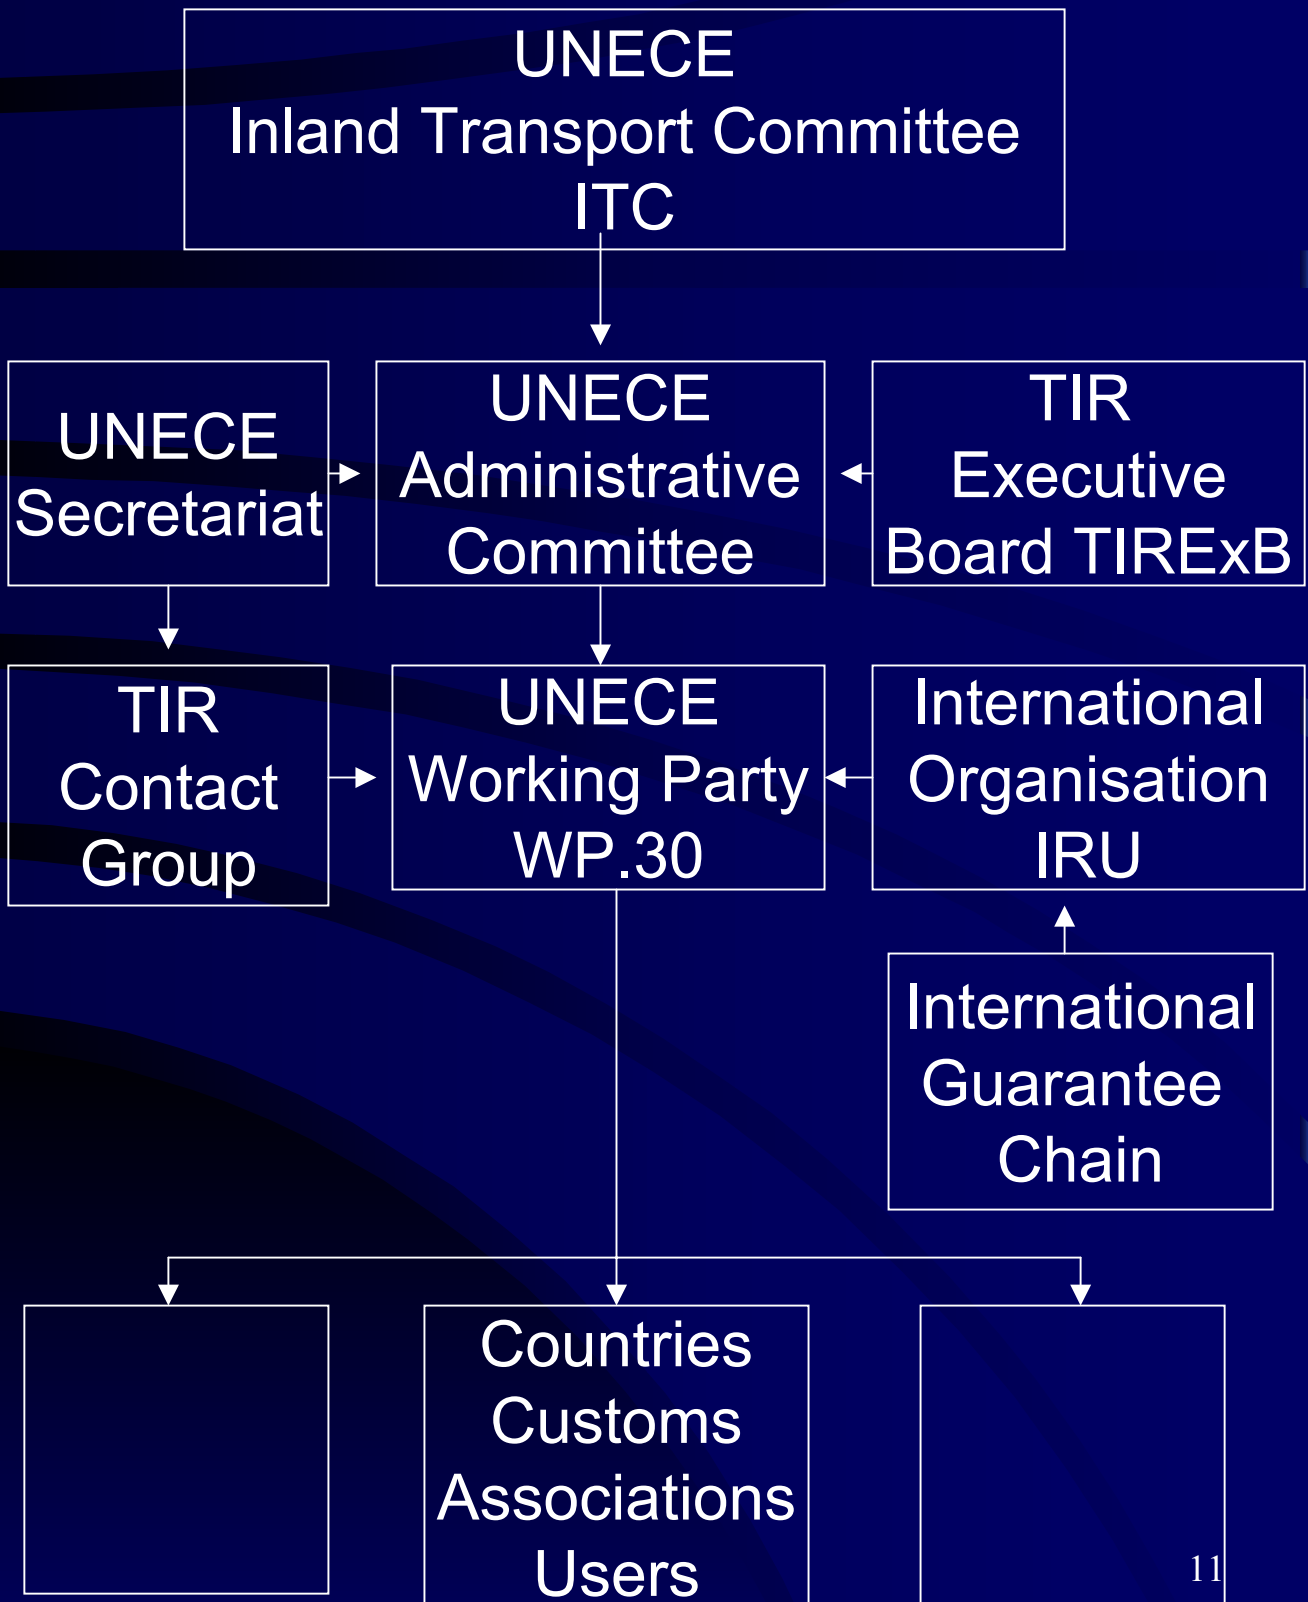 UNECE
Inland Transport Committee
ITC
UNECE
Secretariat
UNECE
Administrative
Committee
TIR
Executive
Board TIRExB
TIR
Contact
Group
UNECE
Working Party
WP.30
International
Organisation
IRU
International
Guarantee
Chain
Countries
Customs
Associations
Users
11